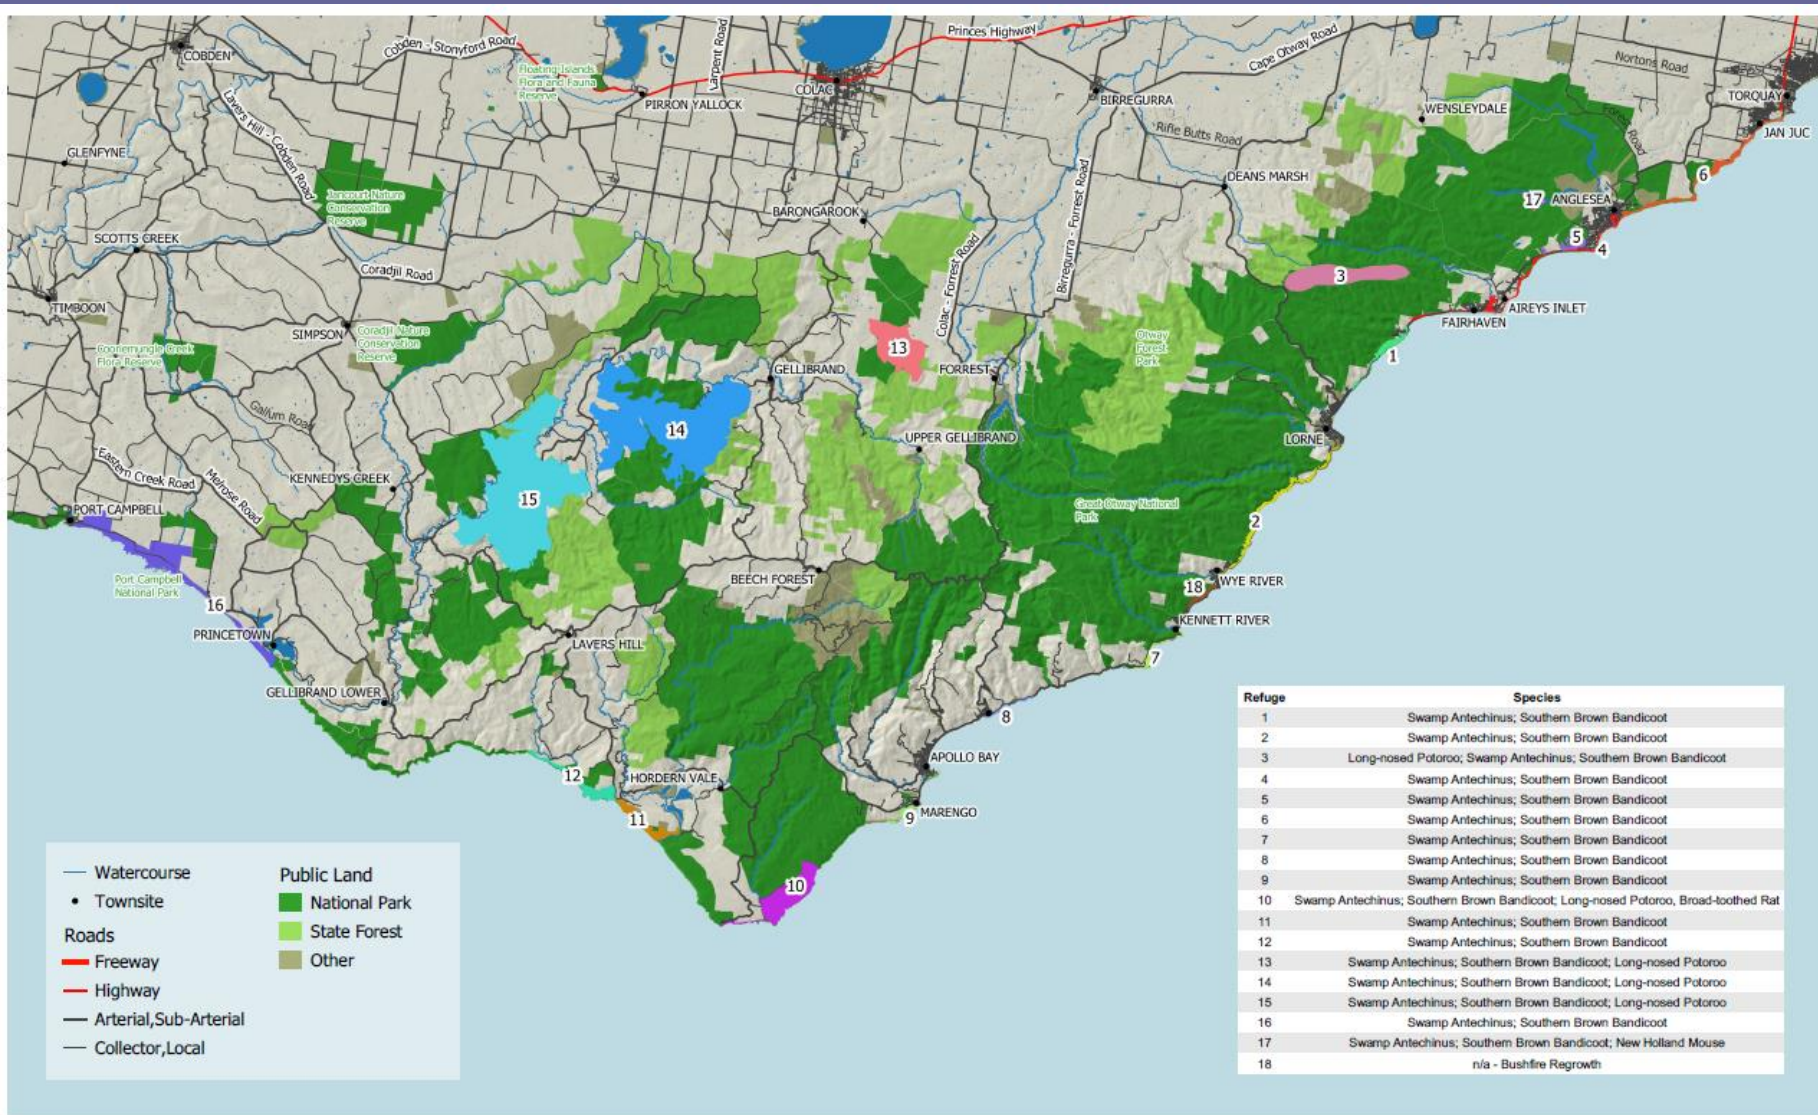 COBDEN
Cobden - Stonyford Road
Larpent Road
Princes Highway
Cape Otway Road
Nortons Road
Floating Islands
Flora and Fauna
Reserve
PIRRON YALLOCK
COLAC
BIRREGURRA
WENSLEYDALE
TORQUAY
JAN JUC
Forest Road
Lavers Hill - Cobden Road
GLENFYNE
Rifle Butts Road
Jancourt Nature
Conservation
Reserve
DEANS MARSH
6
17
ANGLESEA
BARONGAROOK
Birregurra - Forrest Road
SCOTTS CREEK
5
4
Coradjil Road
Colac - Forrest Road
3
TIMBOON
AIREYS INLET
FAIRHAVEN
SIMPSON
Coradjil Nature
Conservation
Reserve
Cooriemungle Creek
Flora Reserve
13
Otway
Forest
Park
1
GELLIBRAND
FORREST
Gallum Road
14
UPPER GELLIBRAND
LORNE
Eastern Creek Road
Melrose Road
KENNEDYS CREEK
15
Great Otway National
Park
PORT CAMPBELL
2
Port Campbell
National Park
BEECH FOREST
WYE RIVER
18
16
KENNETT RIVER
PRINCETOWN
LAVERS HILL
7
GELLIBRAND LOWER
8
APOLLO BAY
12
HORDERN VALE
11
9
MARENGO
10
Watercourse
Townsite
Roads
Freeway
Highway
Arterial,Sub-Arterial
Collector,Local
Public Land
National Park
State Forest
Other
Refuge Species
1 Swamp Antechinus; Southern Brown Bandicoot
2 Swamp Antechinus; Southern Brown Bandicoot
3 Long-nosed Potoroo; Swamp Antechinus; Southern Brown Bandicoot
4 Swamp Antechinus; Southern Brown Bandicoot
5 Swamp Antechinus; Southern Brown Bandicoot
6 Swamp Antechinus; Southern Brown Bandicoot
7 Swamp Antechinus; Southern Brown Bandicoot
8 Swamp Antechinus; Southern Brown Bandicoot
9 Swamp Antechinus; Southern Brown Bandicoot
10 Swamp Antechinus; Southern Brown Bandicoot; Long-nosed Potoroo, Broad-toothed Rat
11 Swamp Antechinus; Southern Brown Bandicoot
12 Swamp Antechinus; Southern Brown Bandicoot
13 Swamp Antechinus; Southern Brown Bandicoot; Long-nosed Potoroo
14 Swamp Antechinus; Southern Brown Bandicoot; Long-nosed Potoroo
15 Swamp Antechinus; Southern Brown Bandicoot; Long-nosed Potoroo
16 Swamp Antechinus; Southern Brown Bandicoot
17 Swamp Antechinus; Southern Brown Bandicoot; New Holland Mouse
18 n/a - Bushfire Regrowth